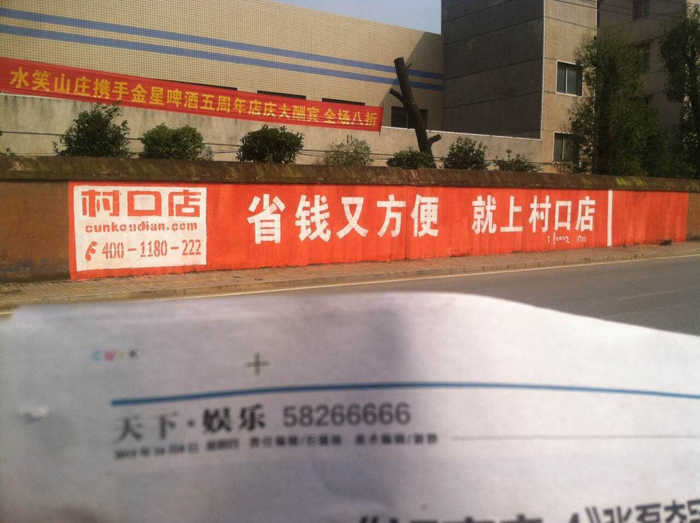 水笑山庄携手金星啤酒五周年店庆大酬宾 全场八折
村口店
cunkoudian.com
400-1180-222
省钱又方便 就上村口店
C M Y K
天下·娱乐 58266666